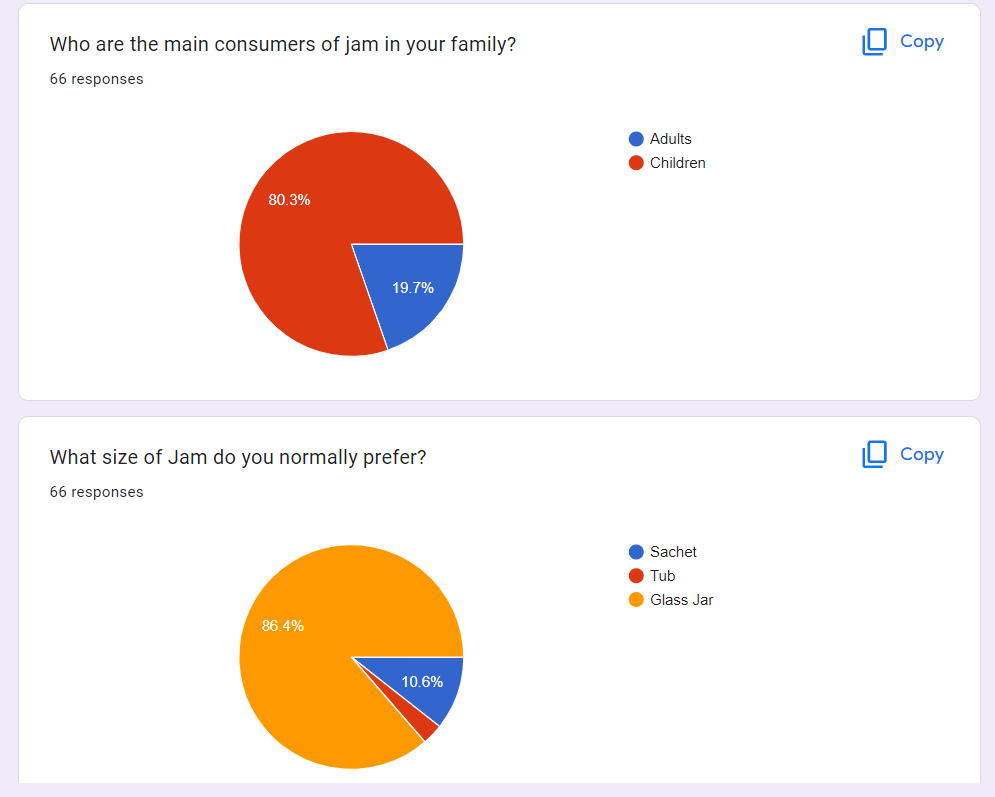 Who are the main consumers of jam in your family?
Copy
66 responses
Adults
Children
80.3%
19.7%
What size of Jam do you normally prefer?
Copy
66 responses
Sachet
Tub
Glass Jar
86.4%
10.6%